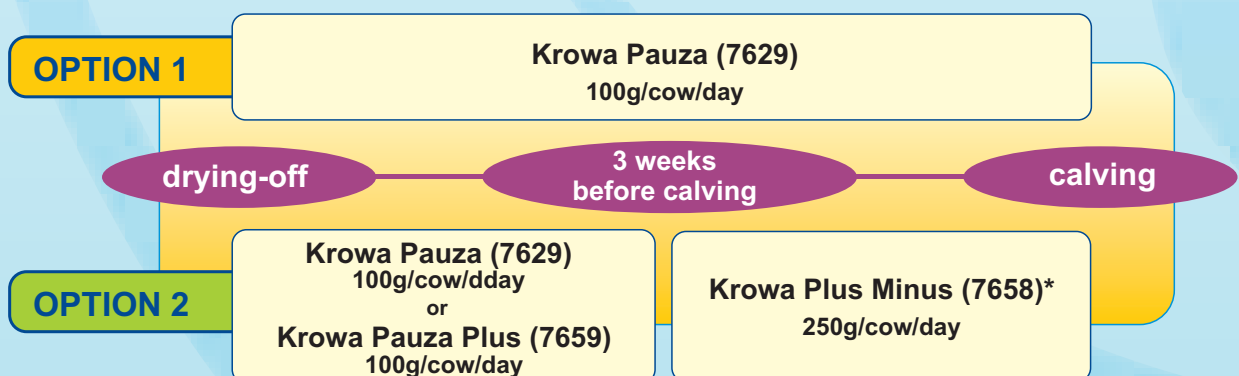 OPTION 1
Krowa Pauza (7629)
100g/cow/day
drying-off
3 weeks
before calving
calving
OPTION 2
Krowa Pauza (7629)
100g/cow/dday
or
Krowa Pauza Plus (7659)
100g/cow/day
Krowa Plus Minus (7658)*
250g/cow/day